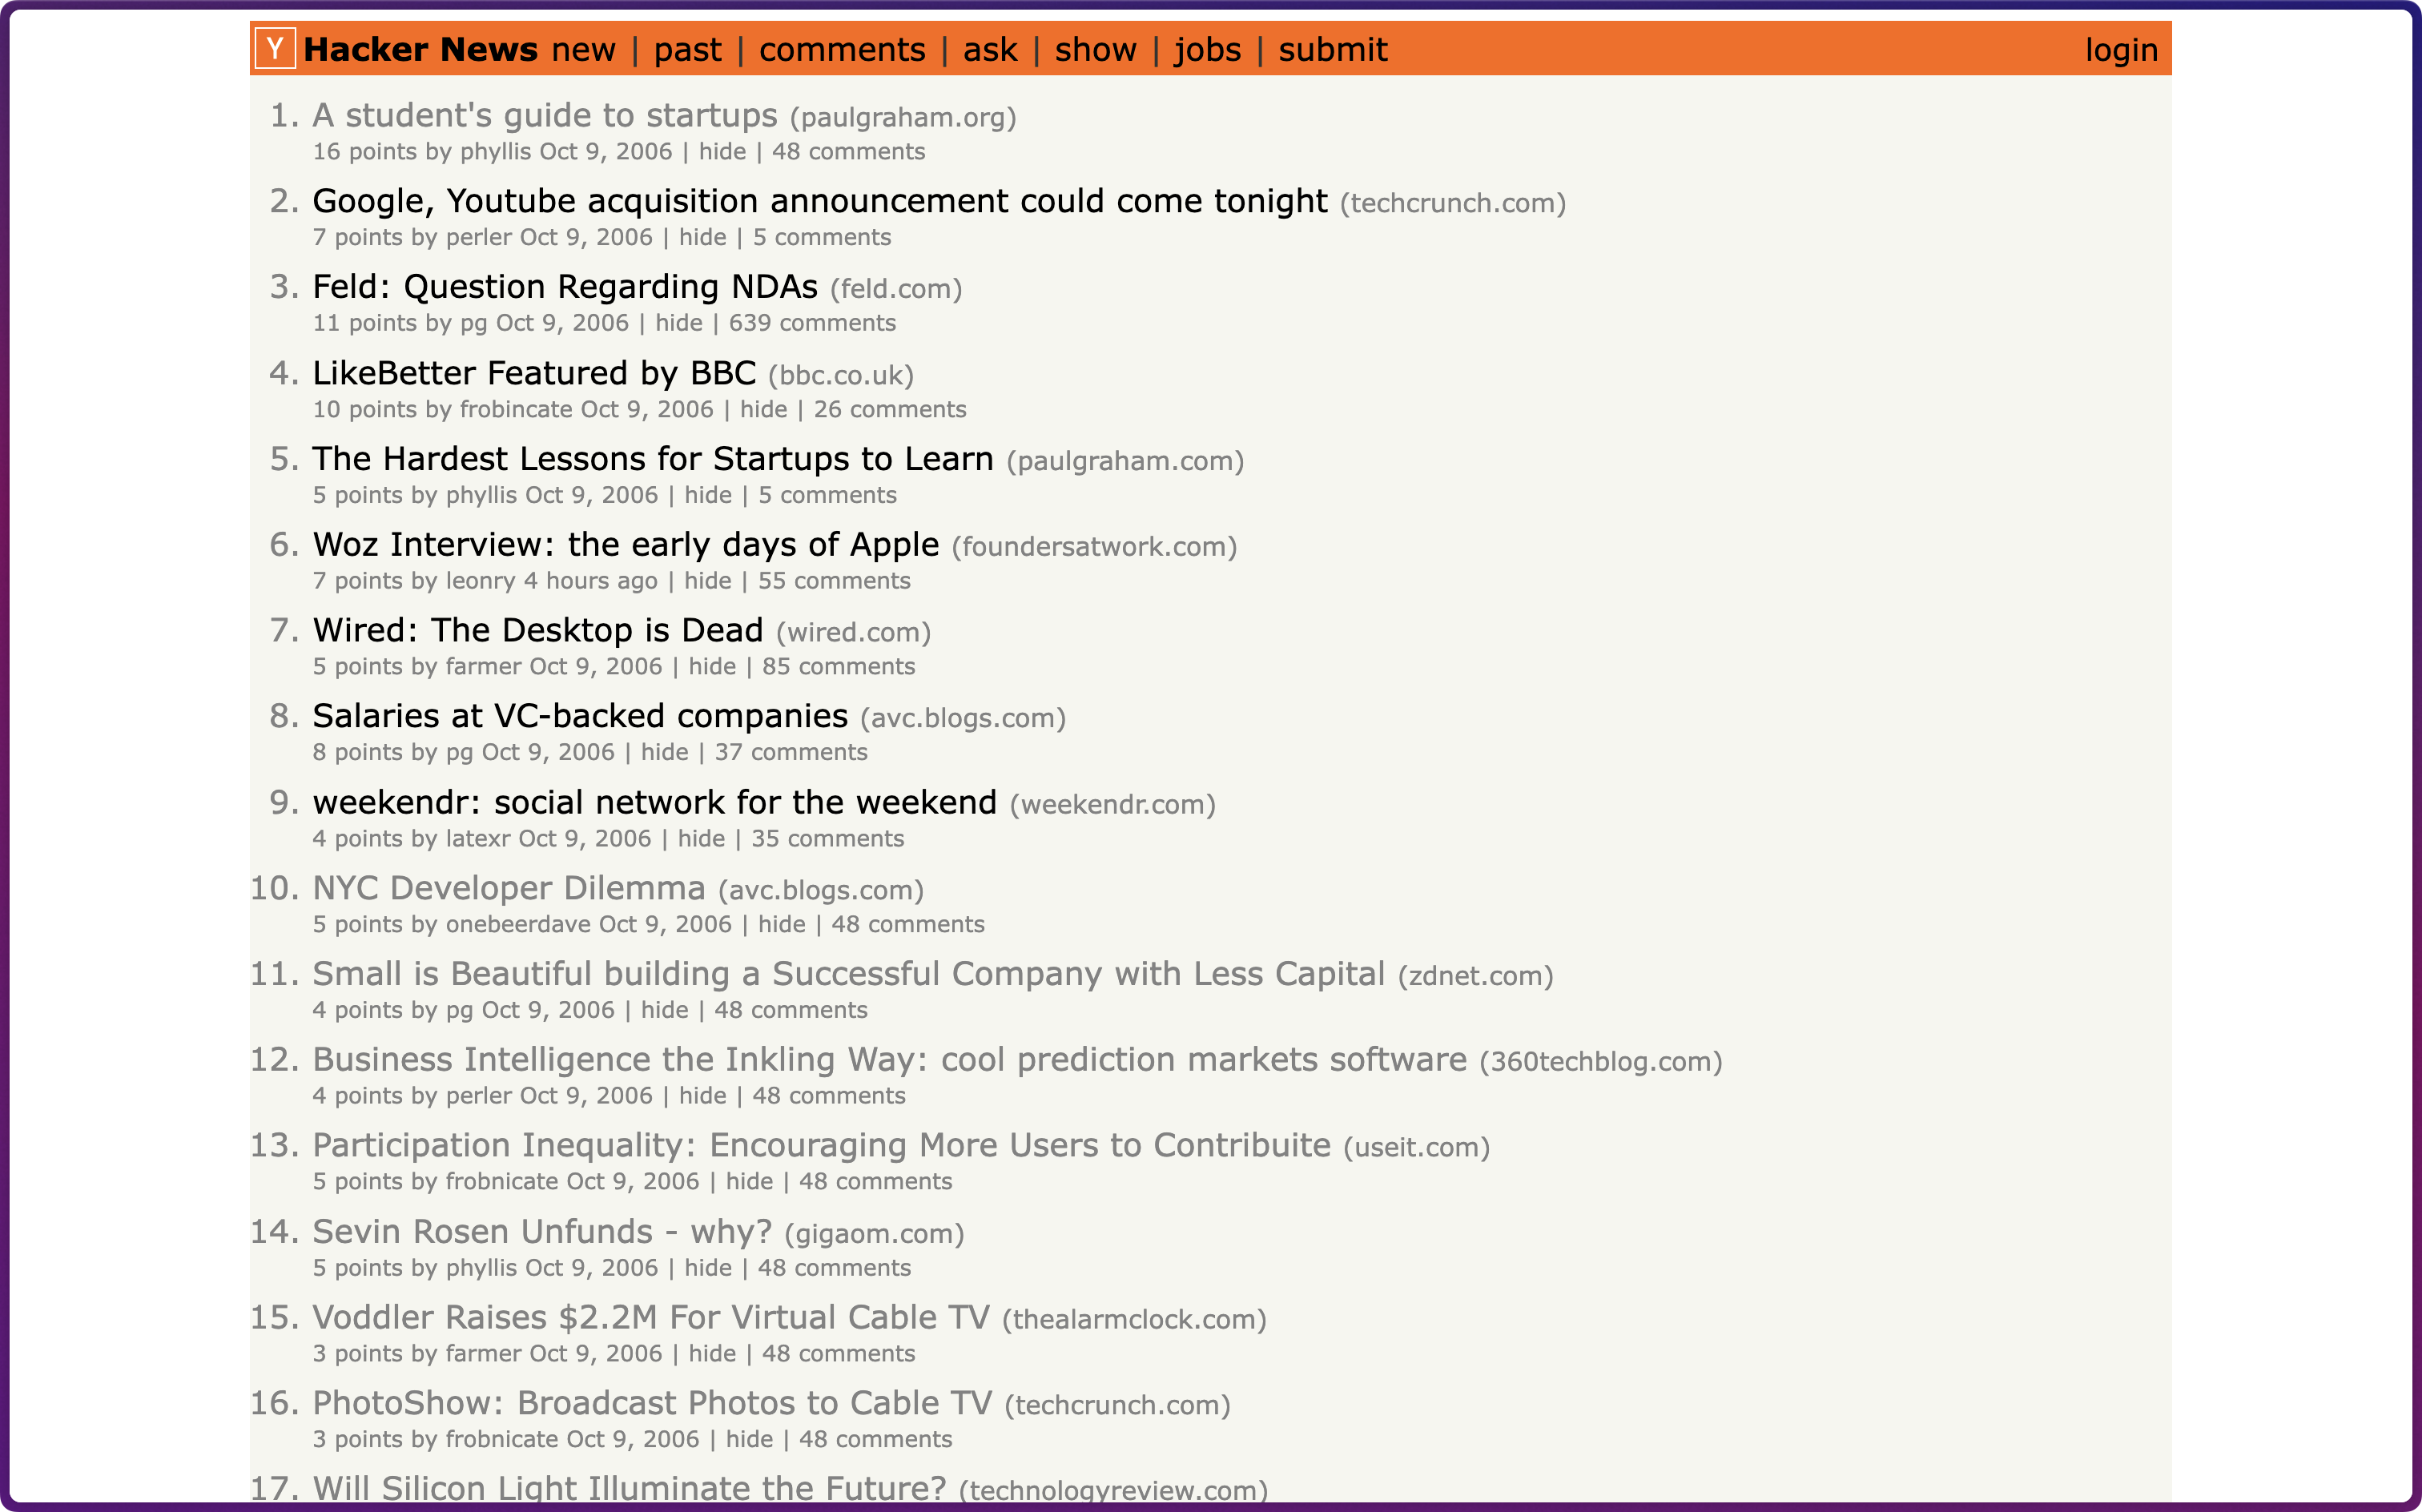 Y Hacker News new | past | comments | ask | show | jobs | submit login
1. A student's guide to startups (paulgraham.org)
16 points by phyllis Oct 9, 2006 | hide | 48 comments
2. Google, Youtube acquisition announcement could come tonight (techcrunch.com)
7 points by perler Oct 9, 2006 | hide | 5 comments
3. Feld: Question Regarding NDAs (feld.com)
11 points by pg Oct 9, 2006 | hide | 639 comments
4. LikeBetter Featured by BBC (bbc.co.uk)
10 points by frobincate Oct 9, 2006 | hide | 26 comments
5. The Hardest Lessons for Startups to Learn (paulgraham.com)
5 points by phyllis Oct 9, 2006 | hide | 5 comments
6. Woz Interview: the early days of Apple (foundersatwork.com)
7 points by leonry 4 hours ago | hide | 55 comments
7. Wired: The Desktop is Dead (wired.com)
5 points by farmer Oct 9, 2006 | hide | 85 comments
8. Salaries at VC-backed companies (avc.blogs.com)
8 points by pg Oct 9, 2006 | hide | 37 comments
9. weekendr: social network for the weekend (weekendr.com)
4 points by latexr Oct 9, 2006 | hide | 35 comments
10. NYC Developer Dilemma (avc.blogs.com)
5 points by onebeerdave Oct 9, 2006 | hide | 48 comments
11. Small is Beautiful building a Successful Company with Less Capital (zdnet.com)
4 points by pg Oct 9, 2006 | hide | 48 comments
12. Business Intelligence the Inkling Way: cool prediction markets software (360techblog.com)
4 points by perler Oct 9, 2006 | hide | 48 comments
13. Participation Inequality: Encouraging More Users to Contribuite (useit.com)
5 points by frobnicate Oct 9, 2006 | hide | 48 comments
14. Sevin Rosen Unfunds - why? (gigaom.com)
5 points by phyllis Oct 9, 2006 | hide | 48 comments
15. Voddler Raises $2.2M For Virtual Cable TV (thealarmclock.com)
3 points by farmer Oct 9, 2006 | hide | 48 comments
16. PhotoShow: Broadcast Photos to Cable TV (techcrunch.com)
3 points by frobnicate Oct 9, 2006 | hide | 48 comments
17. Will Silicon Light Illuminate the Future? (technologyreview.com)